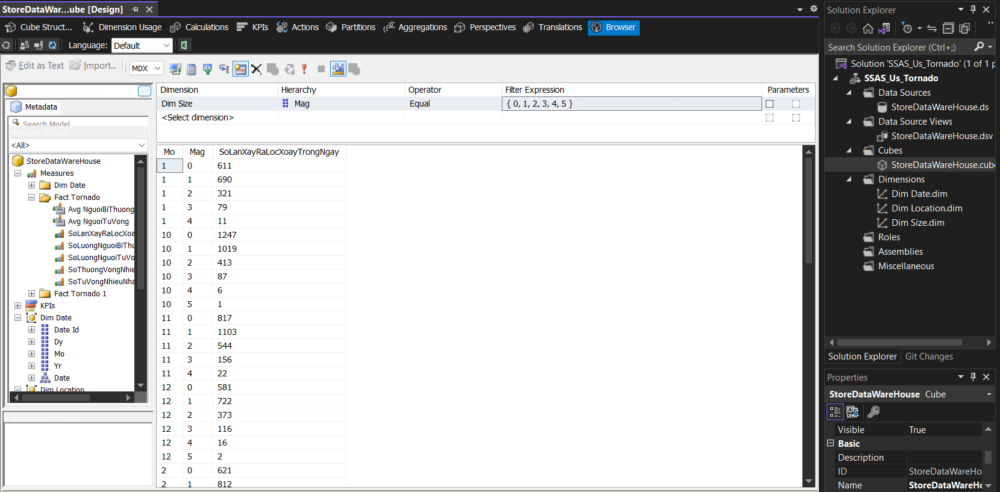 StoreDataWar...ube [Design]
Cube Struct... Dimension Usage Calculations KPIs Actions Partitions Aggregations Perspectives Translations Browser
Language: Default
Edit as Text Import... MDX
Metadata
Search Model
Measure Group:
<All>
StoreDataWareHouse
Measures
Dim Date
Fact Tornado
Avg NguoiBiThuong
Avg NguoiTuVong
SoLanXayRaLocXoa
SoLuongNguoiBiThu
SoLuongNguoiTuVo
SoThuongVongNhie
SoTuVongNhieuNha
Fact Tornado 1
KPIs
Dim Date
Date Id
Dy
Mo
Yr
Date
Dim Location
Calculated Members
Dimension Hierarchy Operator Filter Expression Parameters
Dim Size Mag Equal { 0, 1, 2, 3, 4, 5 }
<Select dimension>
Mo Mag SoLanXayRaLocXoayTrongNgay
1 0 611
1 1 690
1 2 321
1 3 79
1 4 11
10 0 1247
10 1 1019
10 2 413
10 3 87
10 4 6
10 5 1
11 0 817
11 1 1103
11 2 544
11 3 156
11 4 22
12 0 581
12 1 722
12 2 373
12 3 116
12 4 16
12 5 2
2 0 621
2 1 812
Solution Explorer
Search Solution Explorer (Ctrl+;)
Solution 'SSAS_Us_Tornado' (1 of 1 p
SSAS_Us_Tornado
Data Sources
StoreDataWareHouse.ds
Data Source Views
StoreDataWareHouse.dsv
Cubes
StoreDataWareHouse.cube
Dimensions
Dim Date.dim
Dim Location.dim
Dim Size.dim
Roles
Assemblies
Miscellaneous
Solution Explorer Git Changes
Properties
StoreDataWareHouse Cube
Visible True
Basic
Description
ID StoreDataWareHo
Name StoreDataWareHo